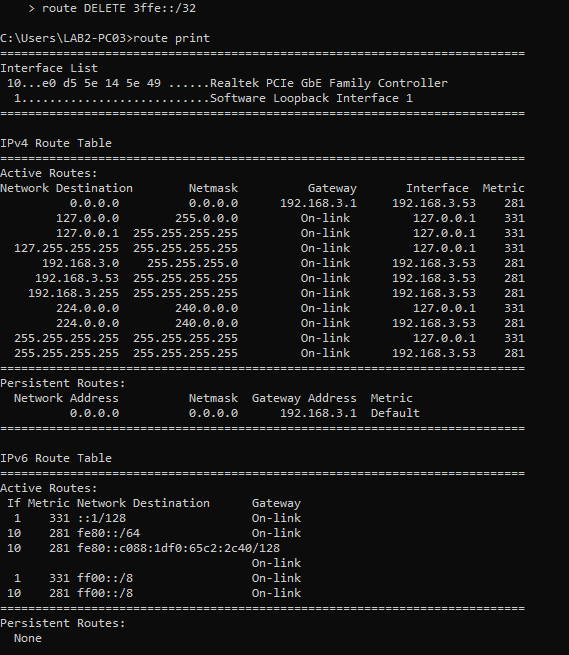 > route DELETE 3ffe::/32
C:\Users\LAB2-PC03>route print
===========================================================================
Interface List
 10...e0 d5 5e 14 5e 49 ......Realtek PCIe GbE Family Controller
  1...........................Software Loopback Interface 1
===========================================================================
IPv4 Route Table
===========================================================================
Active Routes:
Network Destination        Netmask          Gateway       Interface  Metric
          0.0.0.0          0.0.0.0      192.168.3.1     192.168.3.53    281
        127.0.0.0        255.0.0.0         On-link         127.0.0.1    331
        127.0.0.1  255.255.255.255         On-link         127.0.0.1    331
  127.255.255.255  255.255.255.255         On-link         127.0.0.1    331
      192.168.3.0    255.255.255.0         On-link      192.168.3.53    281
     192.168.3.53  255.255.255.255         On-link      192.168.3.53    281
    192.168.3.255  255.255.255.255         On-link      192.168.3.53    281
        224.0.0.0        240.0.0.0         On-link         127.0.0.1    331
        224.0.0.0        240.0.0.0         On-link      192.168.3.53    281
  255.255.255.255  255.255.255.255         On-link         127.0.0.1    331
  255.255.255.255  255.255.255.255         On-link      192.168.3.53    281
===========================================================================
Persistent Routes:
  Network Address          Netmask  Gateway Address  Metric
          0.0.0.0          0.0.0.0      192.168.3.1  Default
===========================================================================
IPv6 Route Table
===========================================================================
Active Routes:
 If Metric Network Destination      Gateway
  1    331 ::1/128                  On-link
 10    281 fe80::/64                On-link
 10    281 fe80::c088:1df0:65c2:2c40/128
                                    On-link
  1    331 ff00::/8                 On-link
 10    281 ff00::/8                 On-link
===========================================================================
Persistent Routes:
  None